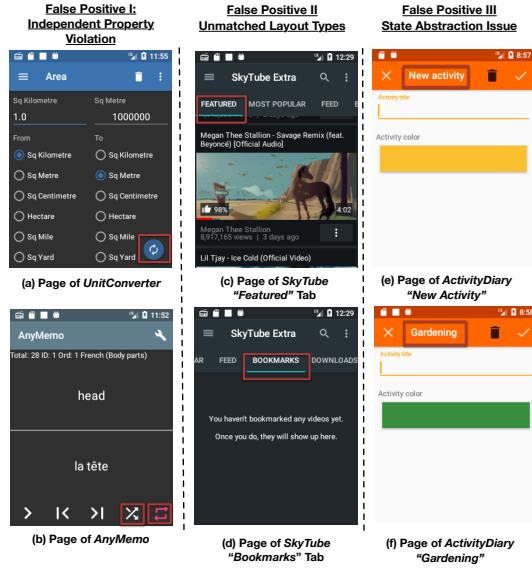 False Positive I:
Independent Property
Violation
11:55
Area
Sq Kilometre
Sq Metre
1.0
1000000
From
To
Sq Kilometre
Sq Kilometre
Sq Metre
Sq Metre
Sq Centimetre
Sq Centimetre
Hectare
Hectare
Sq Mile
Sq Mile
Sq Yard
Sq Yard
(a) Page of UnitConverter
11:52
AnyMemo
Total: 28 ID: 1 Ord: 1 French (Body parts)
head
la tête
(b) Page of AnyMemo
False Positive II
Unmatched Layout Types
12:29
SkyTube Extra
FEATURED MOST POPULAR FEED
Megan Thee Stallion - Savage Remix (feat.
Beyoncé) [Official Audio]
98%
4:02
Megan Thee Stallion
8,917,165 views | 3 days ago
Lil Tjay - Ice Cold (Official Video)
(c) Page of SkyTube
“Featured” Tab
12:29
SkyTube Extra
AR FEED BOOKMARKS DOWNLOADS
You haven't bookmarked any videos yet.
Once you do, they will show up here.
(d) Page of SkyTube
“Bookmarks” Tab
False Positive III
State Abstraction Issue
8:57
New activity
Activity title
Activity color
(e) Page of ActivityDiary
“New Activity”
Gardening
Activity title
Activity color
(f) Page of ActivityDiary
“Gardening”